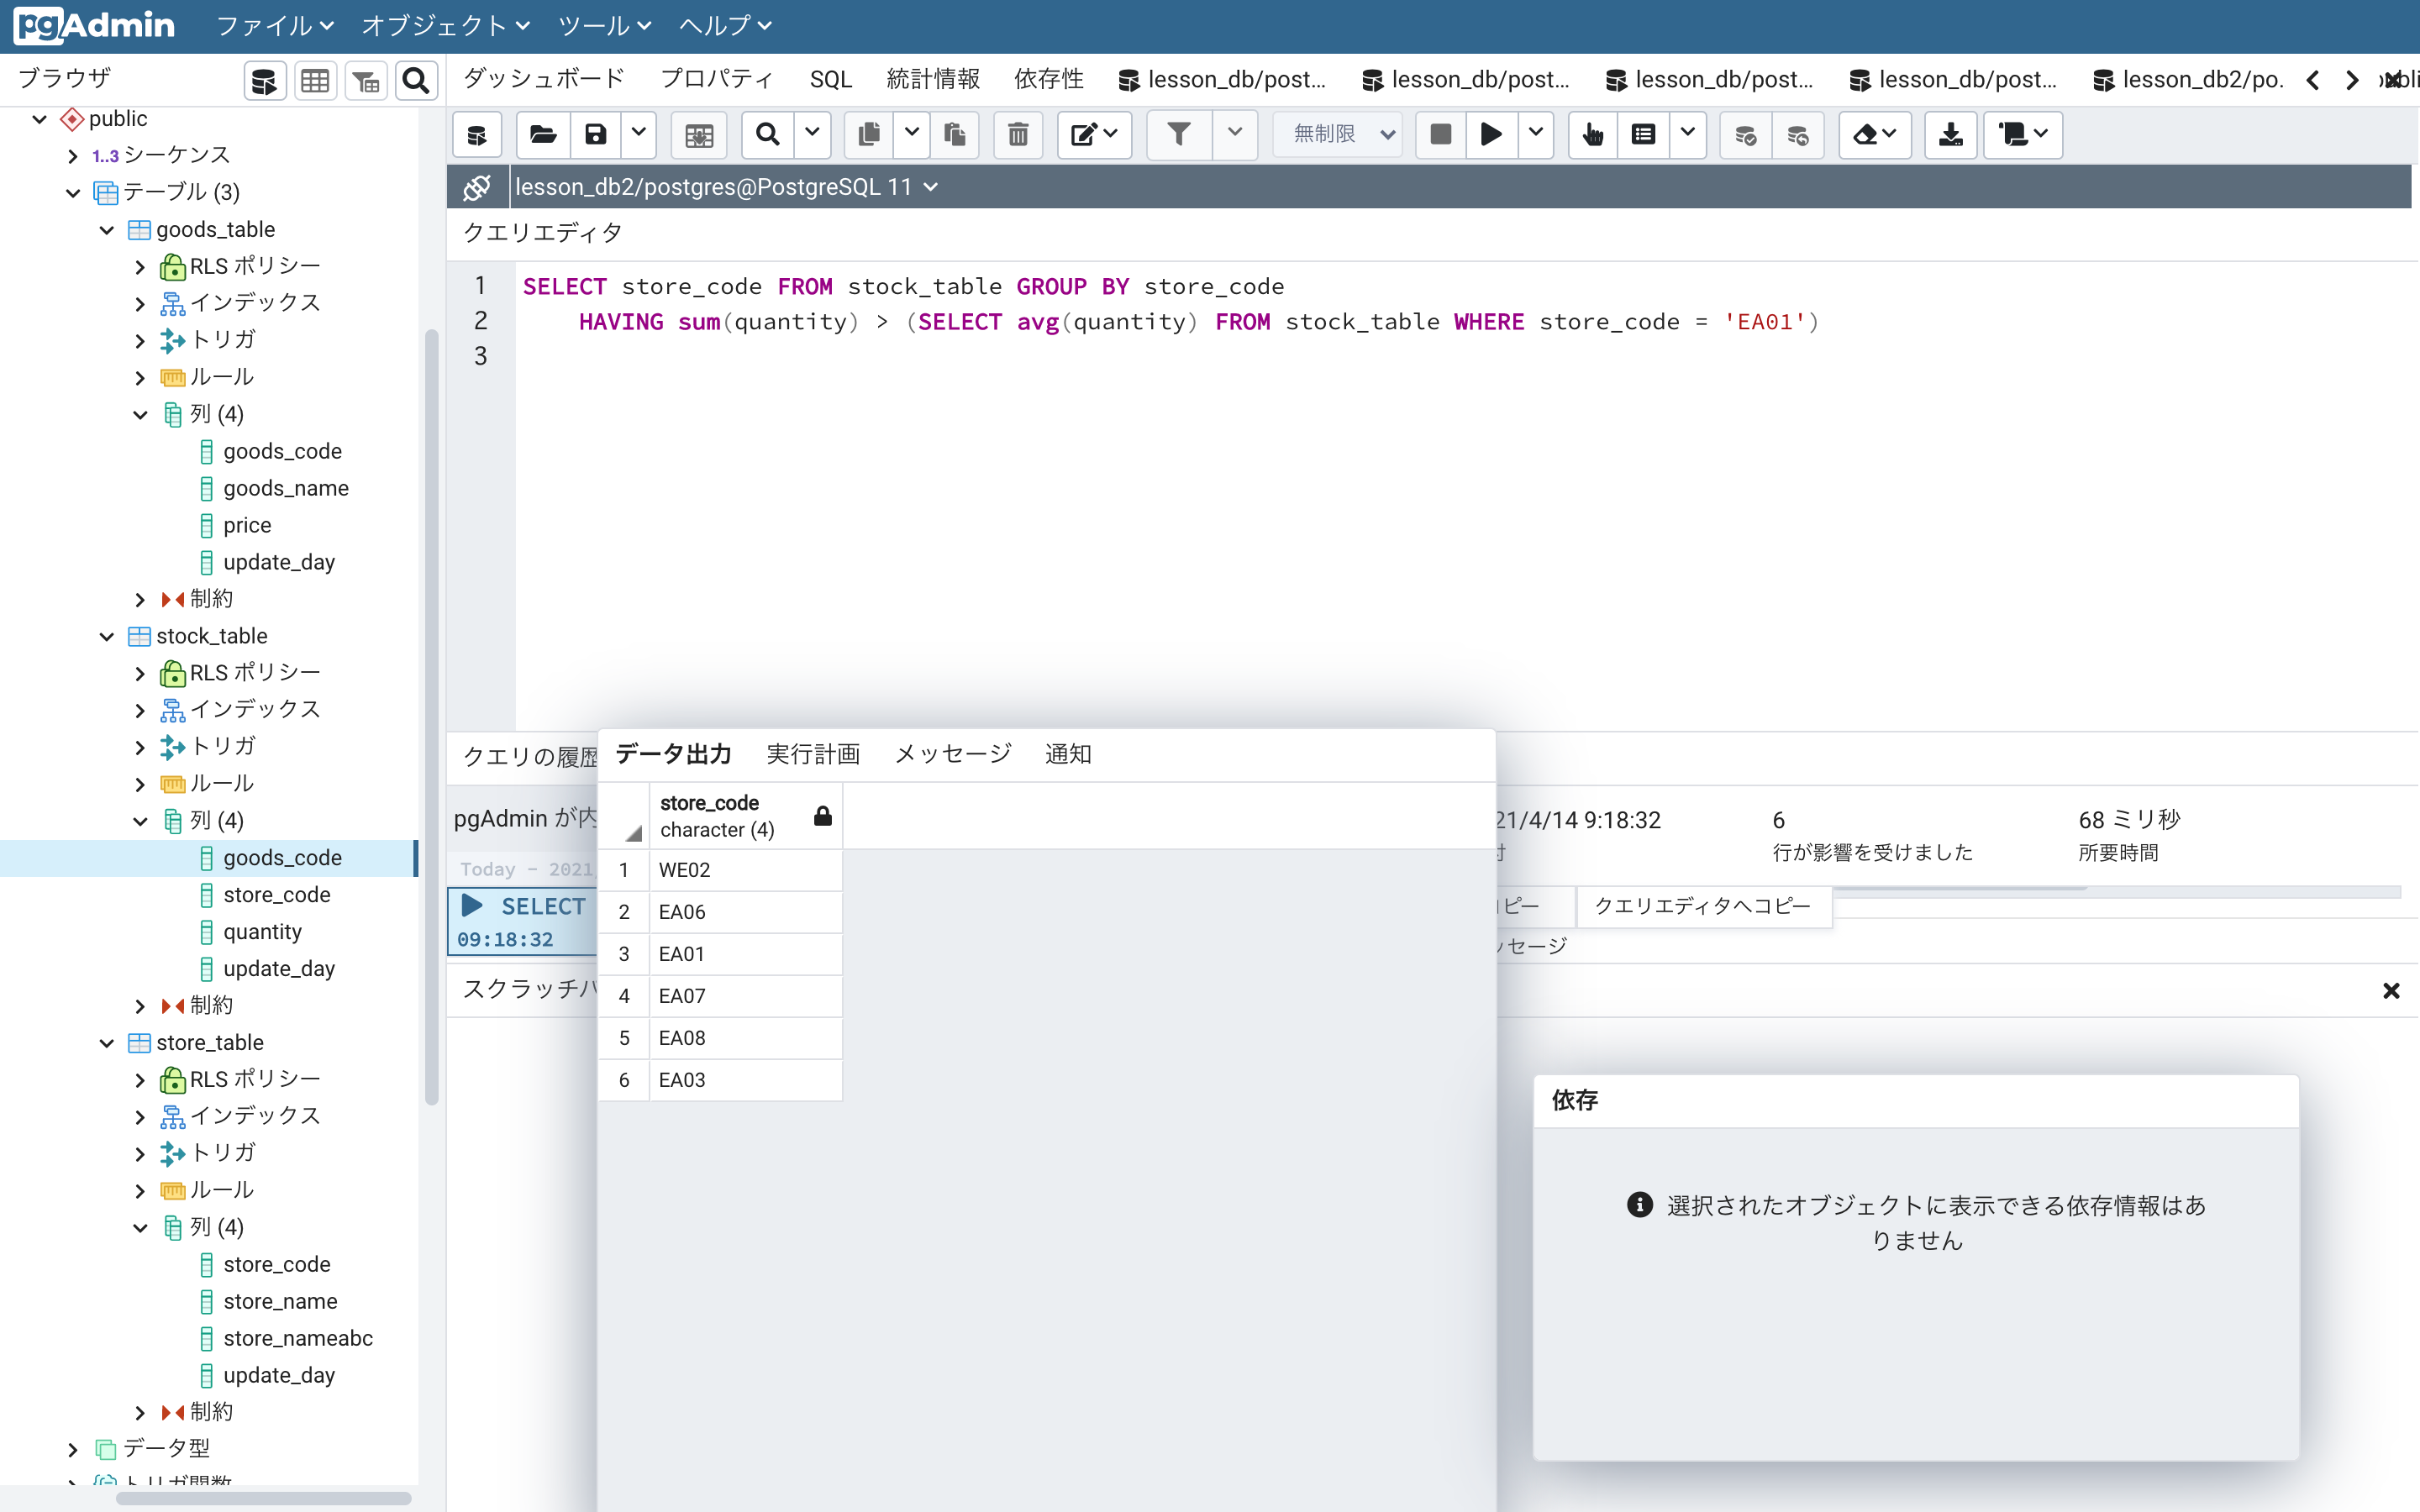 pgAdmin ファイル オブジェクト ツール ヘルプ
ブラウザ
ダッシュボード プロパティ SQL 統計情報 依存性 lesson_db/post... lesson_db/post... lesson_db/post... lesson_db/post... lesson_db2/po.
public
1..3 シーケンス
テーブル (3)
goods_table
RLS ポリシー
インデックス
トリガ
ルール
列 (4)
goods_code
goods_name
price
update_day
制約
stock_table
RLS ポリシー
インデックス
トリガ
ルール
列 (4)
goods_code
store_code
quantity
update_day
制約
store_table
RLS ポリシー
インデックス
トリガ
ルール
列 (4)
store_code
store_name
store_nameabc
update_day
制約
データ型
トリガ関数
無制限
lesson_db2/postgres@PostgreSQL 11
クエリエディタ
1 SELECT store_code FROM stock_table GROUP BY store_code
2 HAVING sum(quantity) > (SELECT avg(quantity) FROM stock_table WHERE store_code = 'EA01')
3
クエリの履歴
pgAdmin が内
Today - 2021
SELECT
09:18:32
スクラッチパ
データ出力 実行計画 メッセージ 通知
store_code
character (4)
1 WE02
2 EA06
3 EA01
4 EA07
5 EA08
6 EA03
21/4/14 9:18:32 6 68 ミリ秒
付 行が影響を受けました 所要時間
コピー クエリエディタへコピー
ッセージ
依存
選択されたオブジェクトに表示できる依存情報はあ
りません